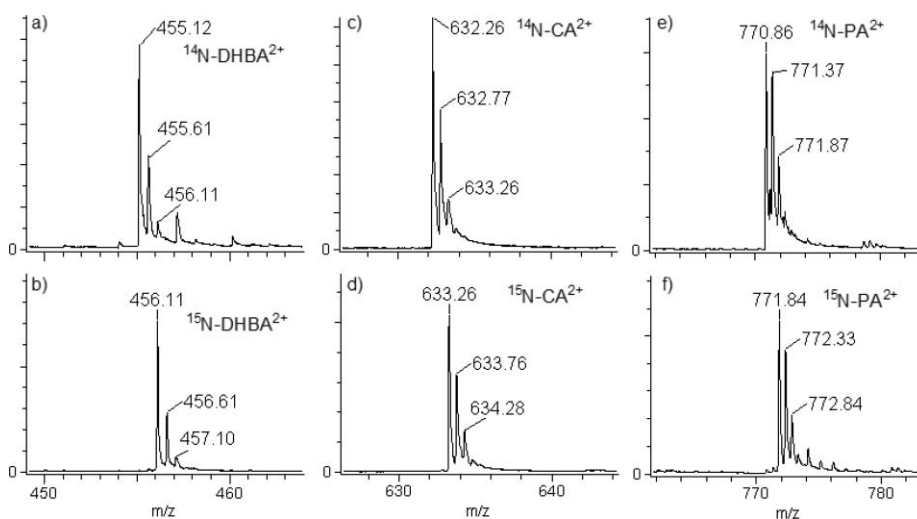 a)
455.12
¹⁴N-DHBA²⁺
455.61
456.11
0
c)
632.26
¹⁴N-CA²⁺
632.77
633.26
0
e)
¹⁴N-PA²⁺
770.86
771.37
771.87
0
b)
456.11
¹⁵N-DHBA²⁺
456.61
457.10
0
450 460
m/z
d)
633.26
¹⁵N-CA²⁺
633.76
634.28
0
630 640
m/z
f)
¹⁵N-PA²⁺
771.84
772.33
772.84
0
770 780
m/z